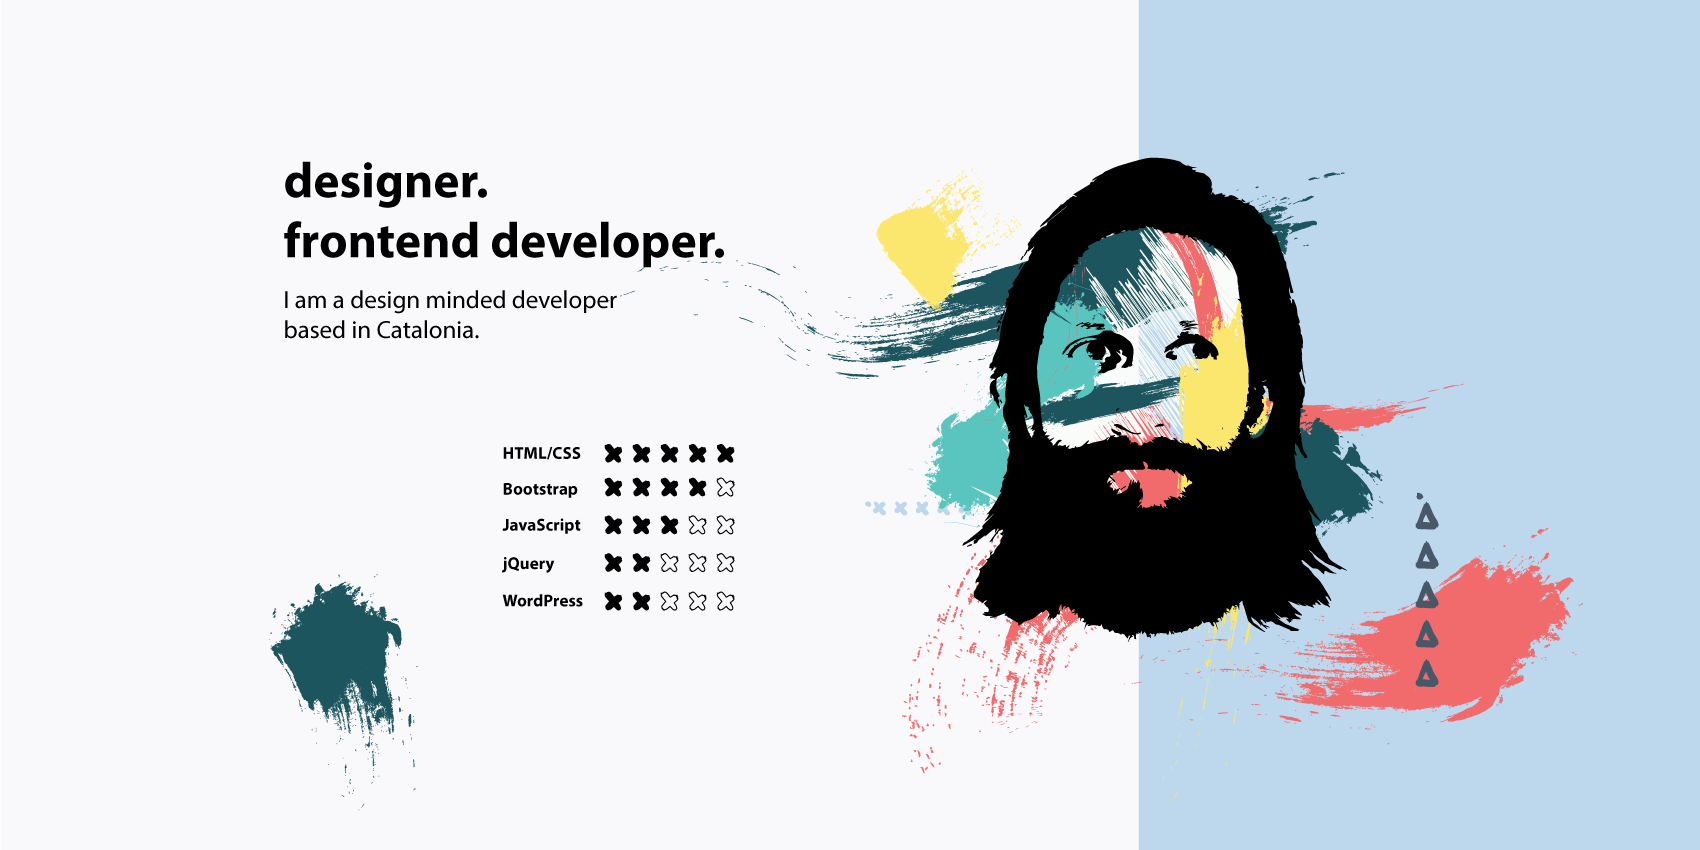 designer.
frontend developer.
I am a design minded developer
based in Catalonia.
HTML/CSS
Bootstrap
JavaScript
jQuery
WordPress